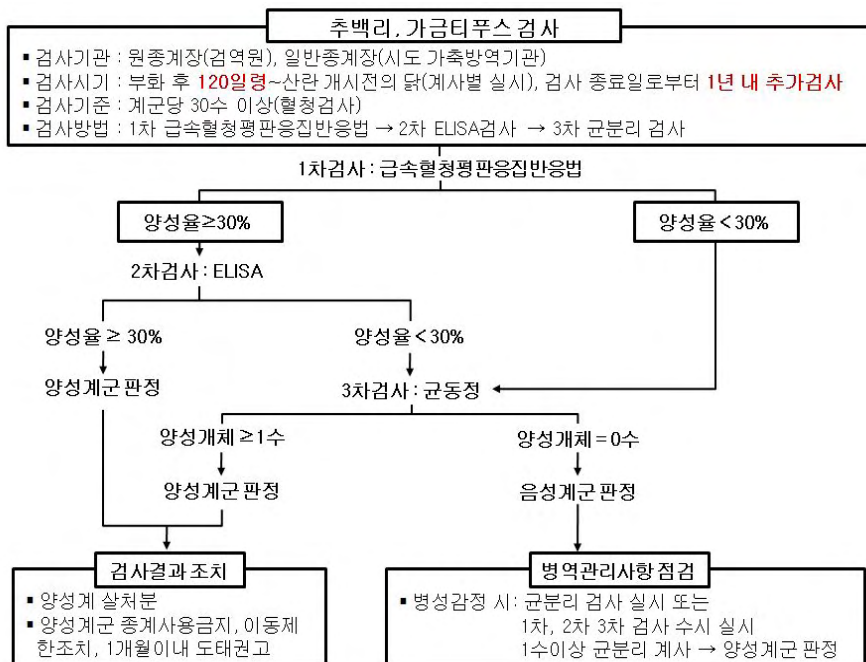 추백리, 가금티푸스 검사
▪ 검사기관 : 원종계장(검역원), 일반종계장(시도 가축방역기관)
▪ 검사시기 : 부화 후 120일령~산란 개시전의 닭(계사별 실시), 검사 종료일로부터 1년 내 추가검사
▪ 검사기준 : 계군당 30수 이상(혈청검사)
▪ 검사방법 : 1차 급속혈청평판응집반응법 → 2차 ELISA검사 → 3차 균분리 검사
1차검사 : 급속혈청평판응집반응법
양성율≥30%
양성율<30%
2차검사 : ELISA
양성율 ≥ 30%
양성율<30%
양성계군 판정
3차검사 : 균동정
양성개체 ≥1수
양성개체 = 0수
양성계군 판정
음성계군 판정
검사결과 조치
▪ 양성계 살처분
▪ 양성계군 종계사용금지, 이동제
한조치, 1개월이내 도태권고
병역관리사항 점검
▪ 병성감정 시: 균분리 검사 실시 또는
1차, 2차 3차 검사 수시 실시
1수이상 균분리 계사 → 양성계군 판정